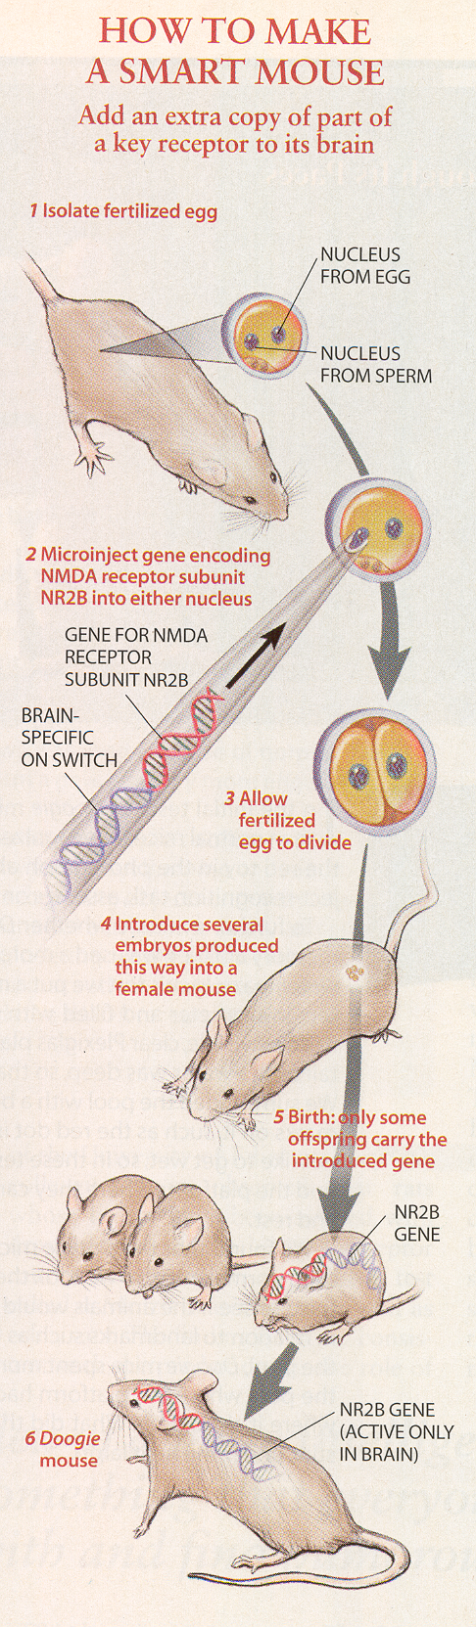 HOW TO MAKE
A SMART MOUSE
Add an extra copy of part of
a key receptor to its brain
1 Isolate fertilized egg
NUCLEUS
FROM EGG
NUCLEUS
FROM SPERM
2 Microinject gene encoding
NMDA receptor subunit
NR2B into either nucleus
GENE FOR NMDA
RECEPTOR
SUBUNIT NR2B
BRAIN-
SPECIFIC
ON SWITCH
3 Allow
fertilized
egg to divide
4 Introduce several
embryos produced
this way into a
female mouse
5 Birth: only some
offspring carry the
introduced gene
NR2B
GENE
6 Doogie
mouse
NR2B GENE
(ACTIVE ONLY
IN BRAIN)